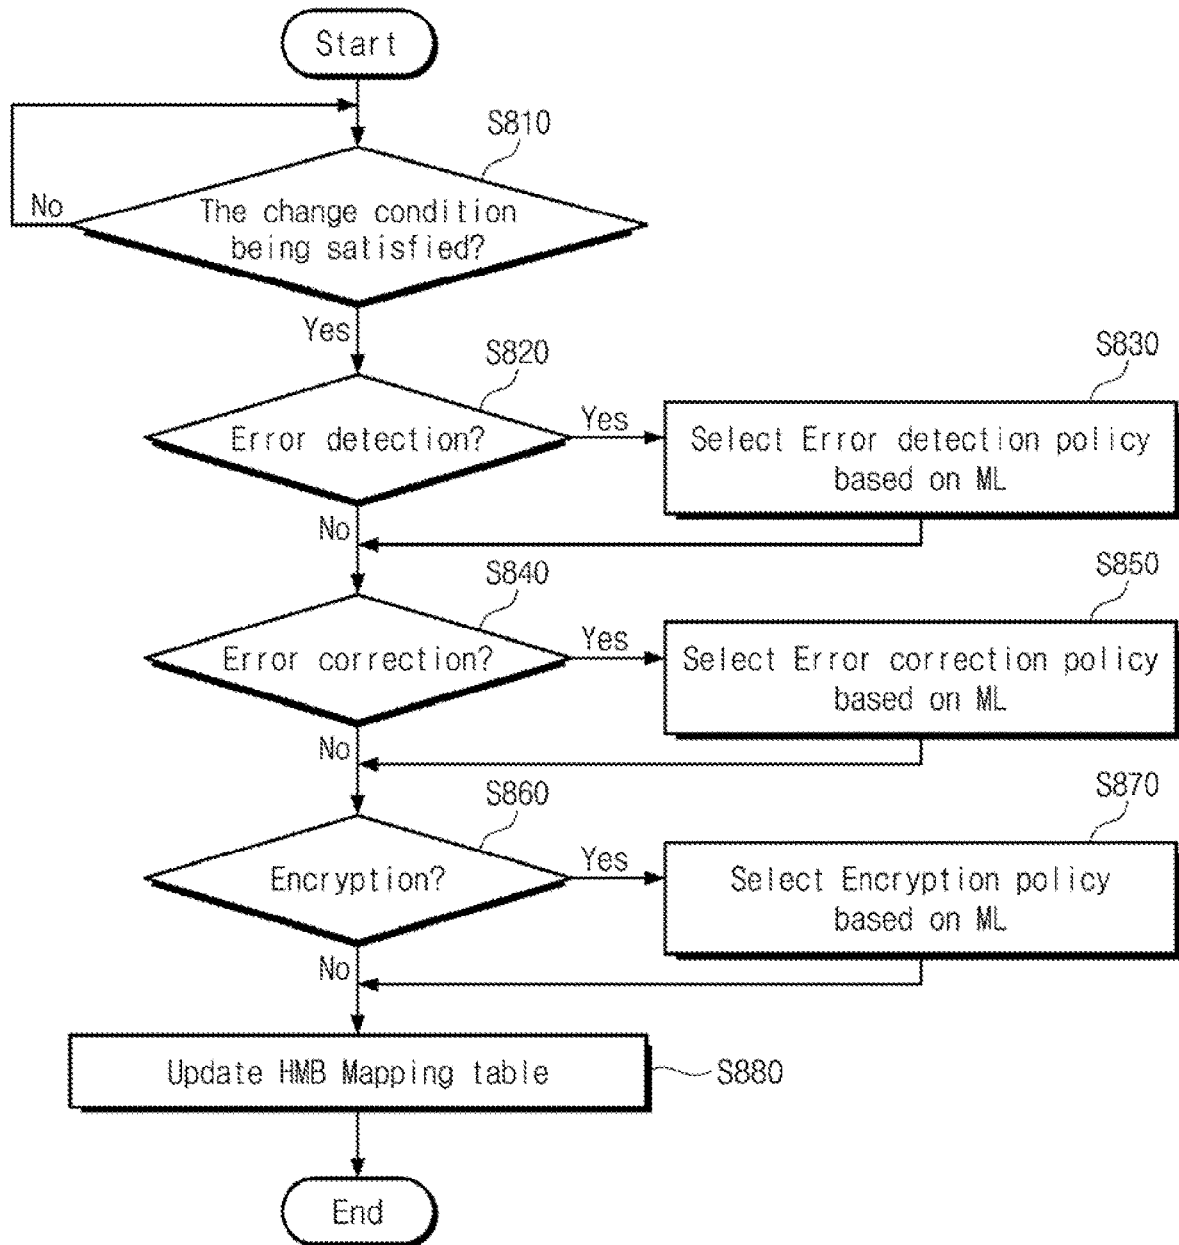 Start
S810
No
The change condition
being satisfied?
Yes
S820
S830
Error detection?
Yes
Select Error detection policy
based on ML
No
S840
S850
Error correction?
Yes
Select Error correction policy
based on ML
No
S860
S870
Encryption?
Yes
Select Encryption policy
based on ML
No
Update HMB Mapping table
S880
End